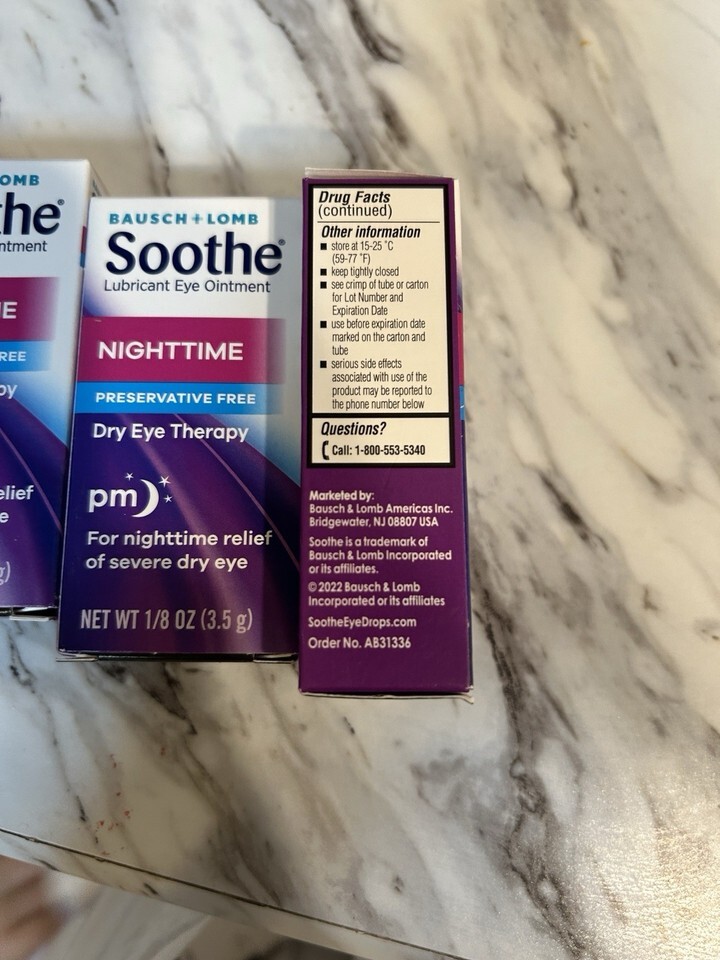 OMB
the®
ntment
E
REE
py
elief
e
g)
BAUSCH + LOMB
Soothe®
Lubricant Eye Ointment
NIGHTTIME
PRESERVATIVE FREE
Dry Eye Therapy
pm
For nighttime relief
of severe dry eye
NET WT 1/8 OZ (3.5 g)
Drug Facts
(continued)
Other information
■ store at 15-25 °C
(59-77 °F)
■ keep tightly closed
■ see crimp of tube or carton
for Lot Number and
Expiration Date
■ use before expiration date
marked on the carton and
tube
■ serious side effects
associated with use of the
product may be reported to
the phone number below
Questions?
Call: 1-800-553-5340
Marketed by:
Bausch & Lomb Americas Inc.
Bridgewater, NJ 08807 USA
Soothe is a trademark of
Bausch & Lomb Incorporated
or its affiliates.
© 2022 Bausch & Lomb
Incorporated or its affiliates
SootheEyeDrops.com
Order No. AB31336